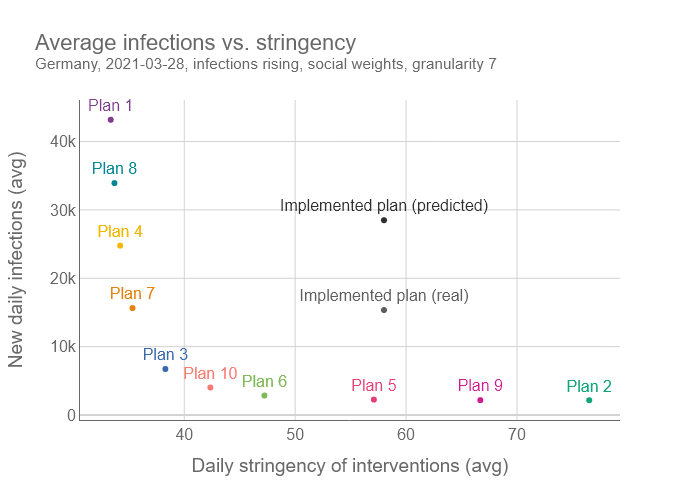 Average infections vs. stringency
Germany, 2021-03-28, infections rising, social weights, granularity 7
New daily infections (avg)
40k
30k
20k
10k
0
Plan 1
Plan 8
Implemented plan (predicted)
Plan 4
Plan 7
Implemented plan (real)
Plan 3
Plan 10
Plan 6
Plan 5
Plan 9
Plan 2
40
50
60
70
Daily stringency of interventions (avg)